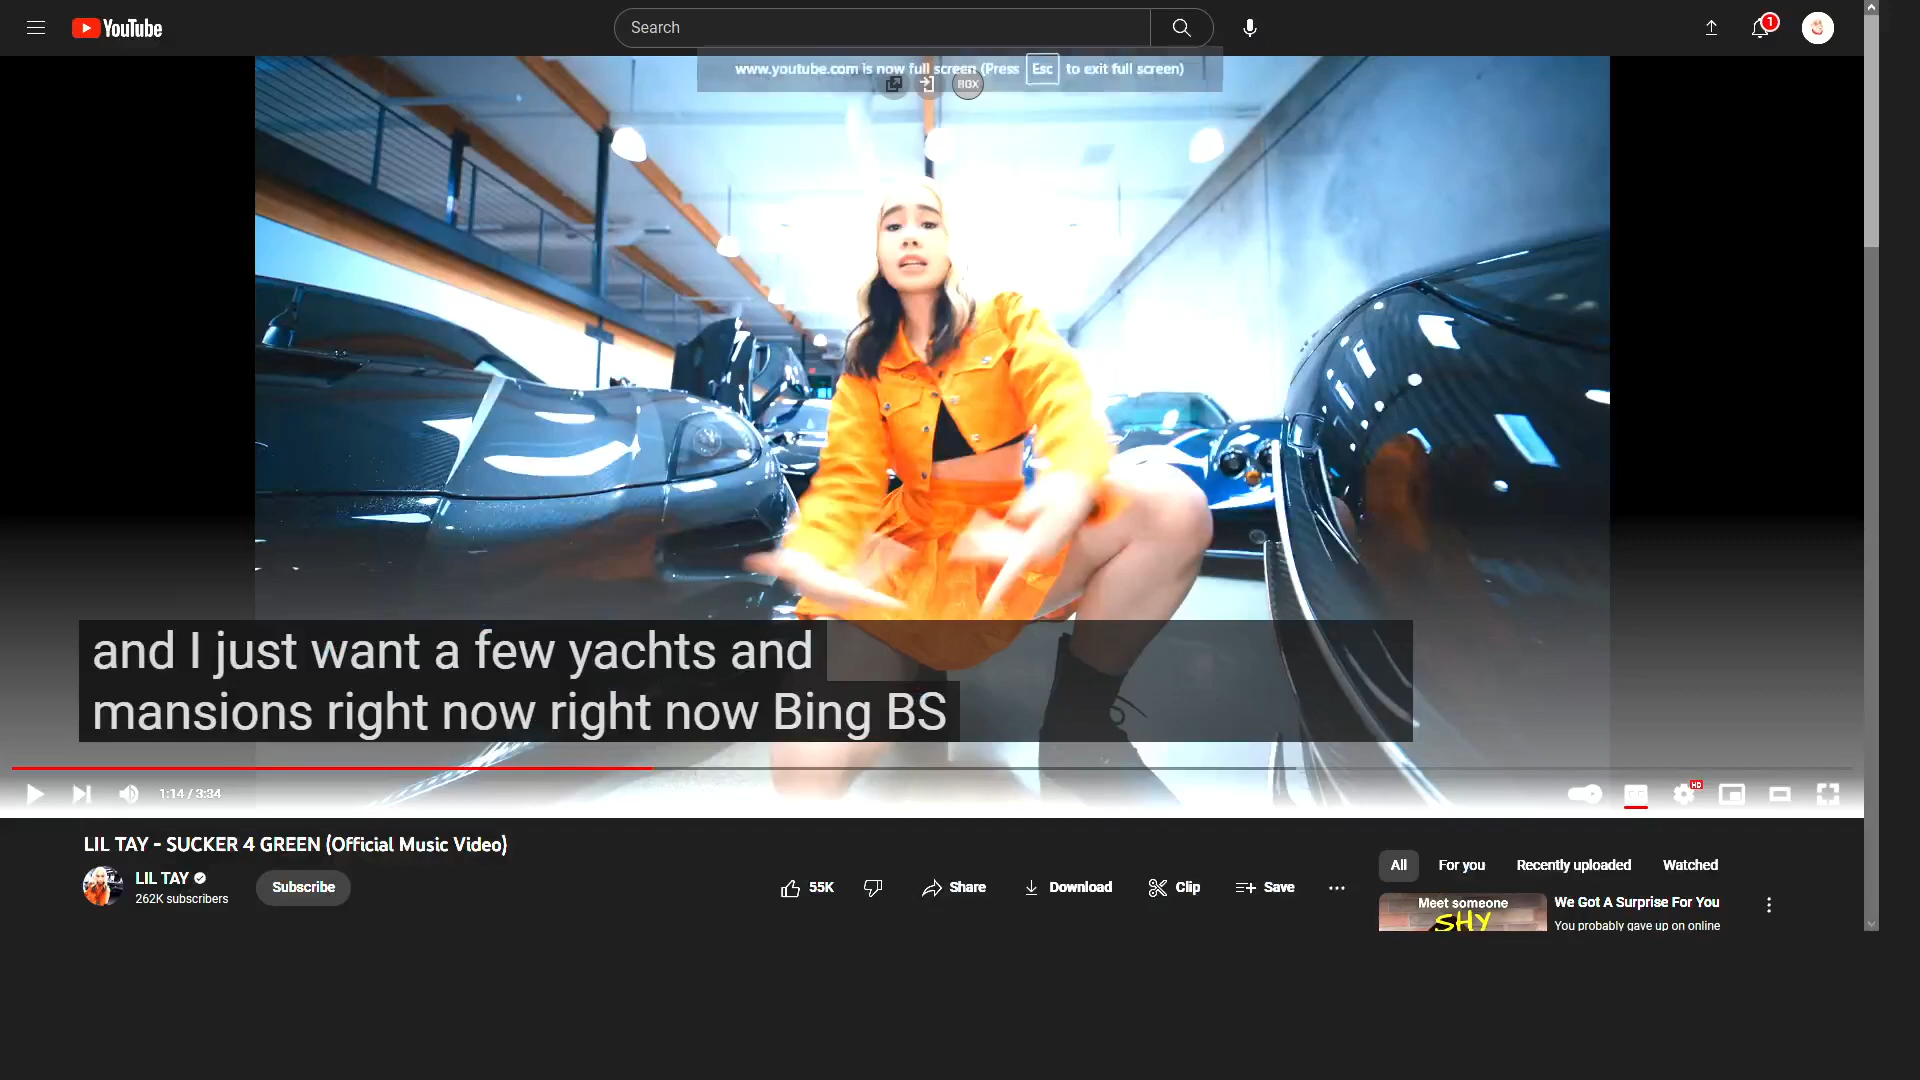 YouTube
Search
1
www.youtube.com is now full screen (Press Esc to exit full screen)
and I just want a few yachts and
mansions right now right now Bing BS
1:14 / 3:34
HD
LIL TAY - SUCKER 4 GREEN (Official Music Video)
LIL TAY
262K subscribers
Subscribe
55K
Share
Download
Clip
Save
All
For you
Recently uploaded
Watched
Meet someone
SHY
We Got A Surprise For You
You probably gave up on online